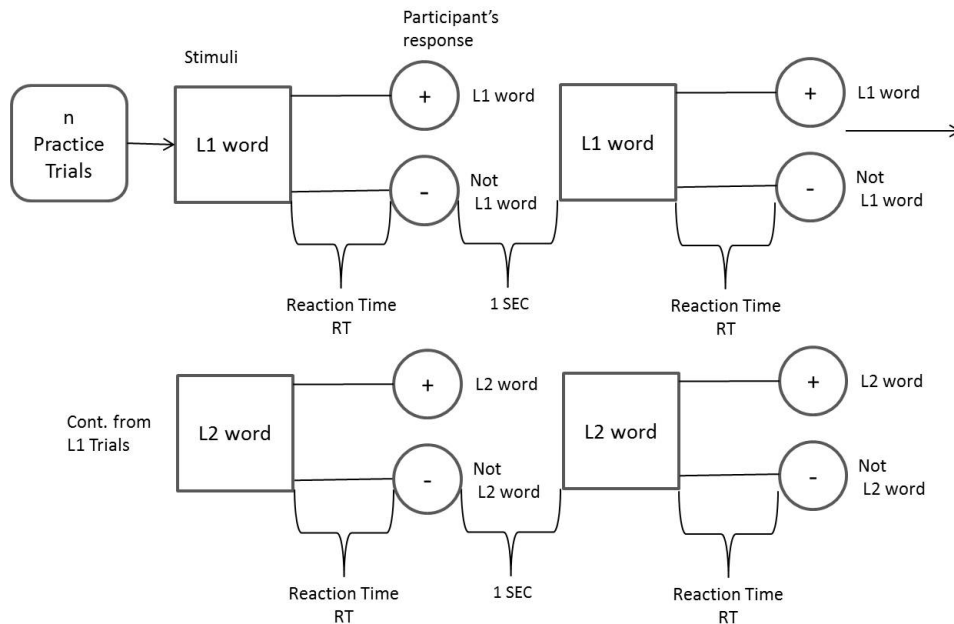 Participant's
response
Stimuli
n
Practice
Trials
L1 word
+
L1 word
-
Not
L1 word
L1 word
+
L1 word
-
Not
L1 word
Reaction Time
RT
1 SEC
Reaction Time
RT
Cont. from
L1 Trials
L2 word
+
L2 word
-
Not
L2 word
L2 word
+
L2 word
-
Not
L2 word
Reaction Time
RT
1 SEC
Reaction Time
RT